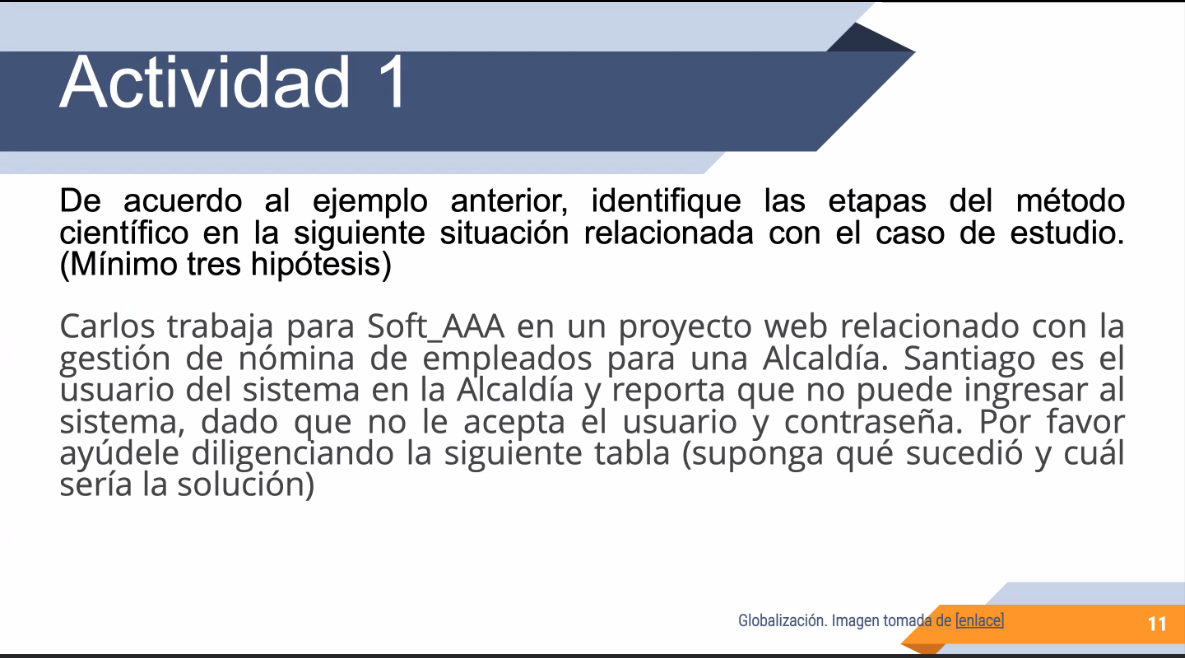 Actividad 1
De acuerdo al ejemplo anterior, identifique las etapas del método
científico en la siguiente situación relacionada con el caso de estudio.
(Mínimo tres hipótesis)
Carlos trabaja para Soft_AAA en un proyecto web relacionado con la
gestión de nómina de empleados para una Alcaldía. Santiago es el
usuario del sistema en la Alcaldía y reporta que no puede ingresar al
sistema, dado que no le acepta el usuario y contraseña. Por favor
ayúdele diligenciando la siguiente tabla (suponga qué sucedió y cuál
sería la solución)
Globalización. Imagen tomada de [enlace]
11